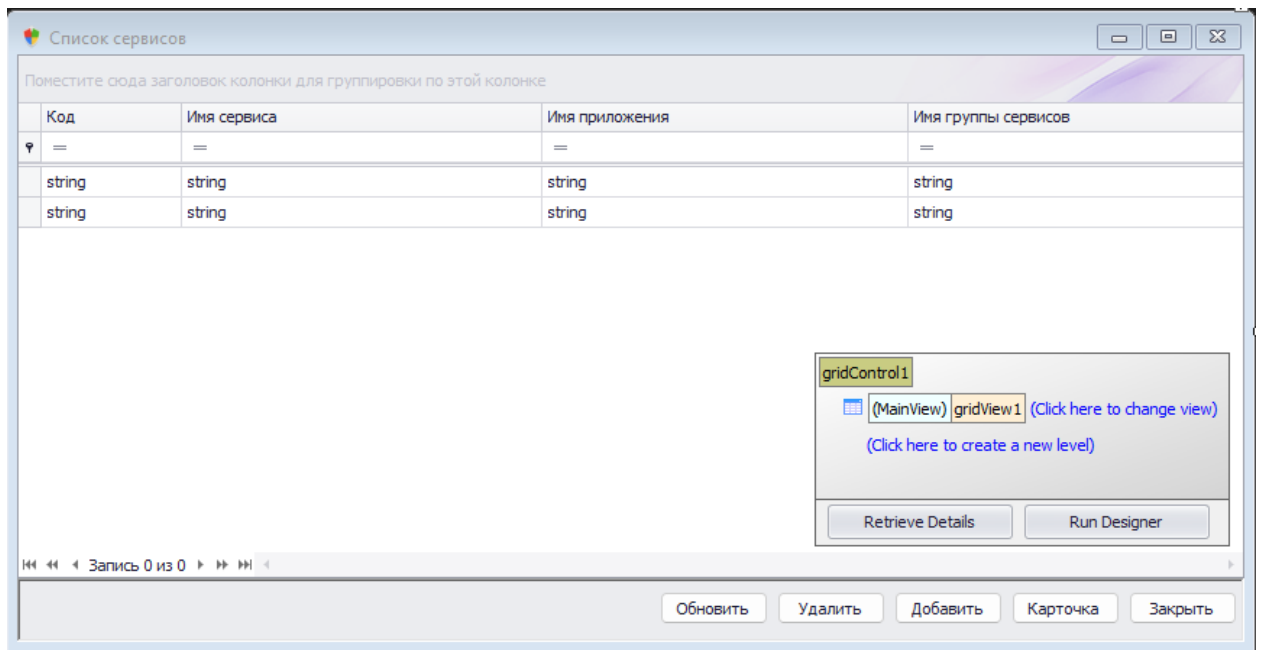 Список сервисов
Поместите сюда заголовок колонки для группировки по этой колонке
Код Имя сервиса Имя приложения Имя группы сервисов
= = = =
string string string string
string string string string
gridControl1
(MainView) gridView1 (Click here to change view)
(Click here to create a new level)
Retrieve Details Run Designer
Запись 0 из 0
Обновить Удалить Добавить Карточка Закрыть